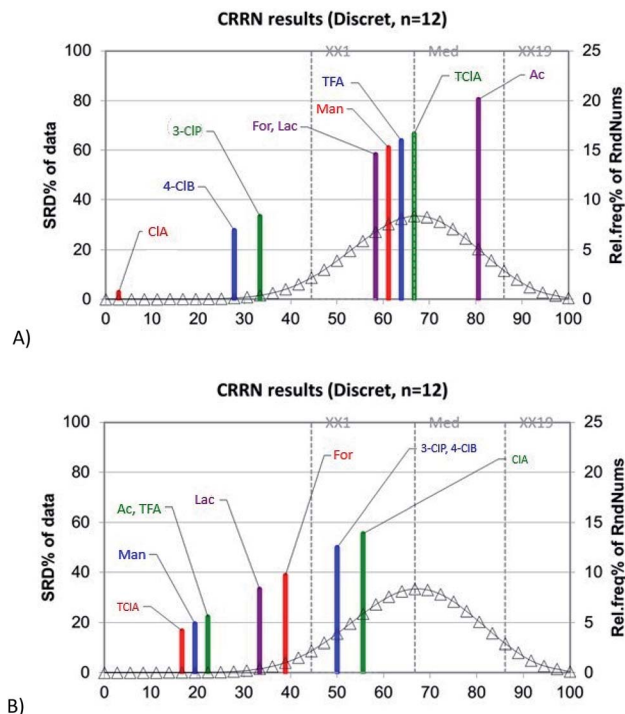 CRRN results (Discret, n=12)
100 XX1 Med XX19 25
TFA TClA Ac
80 20
Man
3-ClP For, Lac
60 15
4-ClB
40 10
ClA
20 5
0 0
SRD% of data
Rel.freq% of RndNums
0 10 20 30 40 50 60 70 80 90 100
A)
CRRN results (Discret, n=12)
100 XX1 Med XX19 25
3-ClP, 4-ClB
For ClA
80 20
Lac
Ac, TFA
60 15
Man
40 10
TClA
20 5
0 0
SRD% of data
Rel.freq% of RndNums
0 10 20 30 40 50 60 70 80 90 100
B)